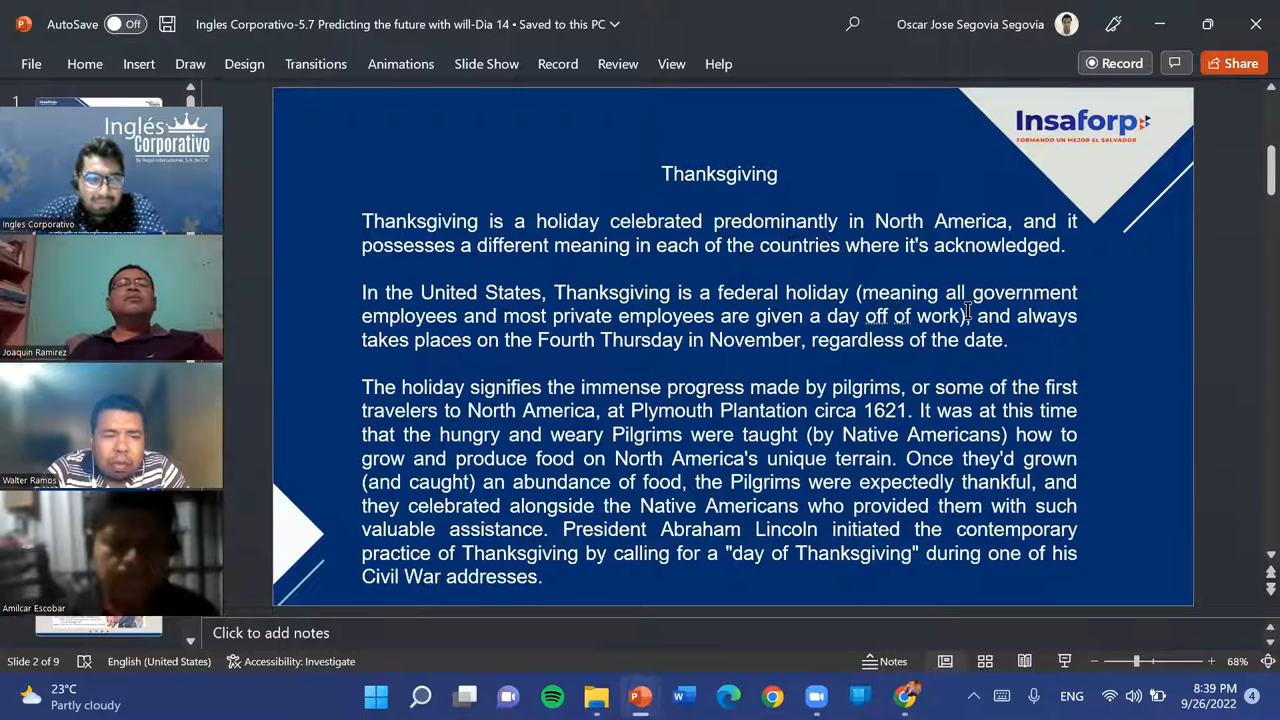 AutoSave Off Ingles Corporativo-5.7 Predicting the future with will-Dia 14 • Saved to this PC Oscar Jose Segovia Segovia
File Home Insert Draw Design Transitions Animations Slide Show Record Review View Help Record Share
1
Inglés
Corporativo
by Regal International, S.A. de C.V.
Ingles Corporativo
Joaquin Ramirez
Walter Ramos
Amilcar Escobar
Insaforp
FORMANDO UN MEJOR EL SALVADOR
Thanksgiving
Thanksgiving is a holiday celebrated predominantly in North America, and it
possesses a different meaning in each of the countries where it's acknowledged.
In the United States, Thanksgiving is a federal holiday (meaning all government
employees and most private employees are given a day off of work), and always
takes places on the Fourth Thursday in November, regardless of the date.
The holiday signifies the immense progress made by pilgrims, or some of the first
travelers to North America, at Plymouth Plantation circa 1621. It was at this time
that the hungry and weary Pilgrims were taught (by Native Americans) how to
grow and produce food on North America's unique terrain. Once they'd grown
(and caught) an abundance of food, the Pilgrims were expectedly thankful, and
they celebrated alongside the Native Americans who provided them with such
valuable assistance. President Abraham Lincoln initiated the contemporary
practice of Thanksgiving by calling for a "day of Thanksgiving" during one of his
Civil War addresses.
Click to add notes
Slide 2 of 9 English (United States) Accessibility: Investigate Notes 68%
23°C
Partly cloudy
ENG
8:39 PM
9/26/2022
4